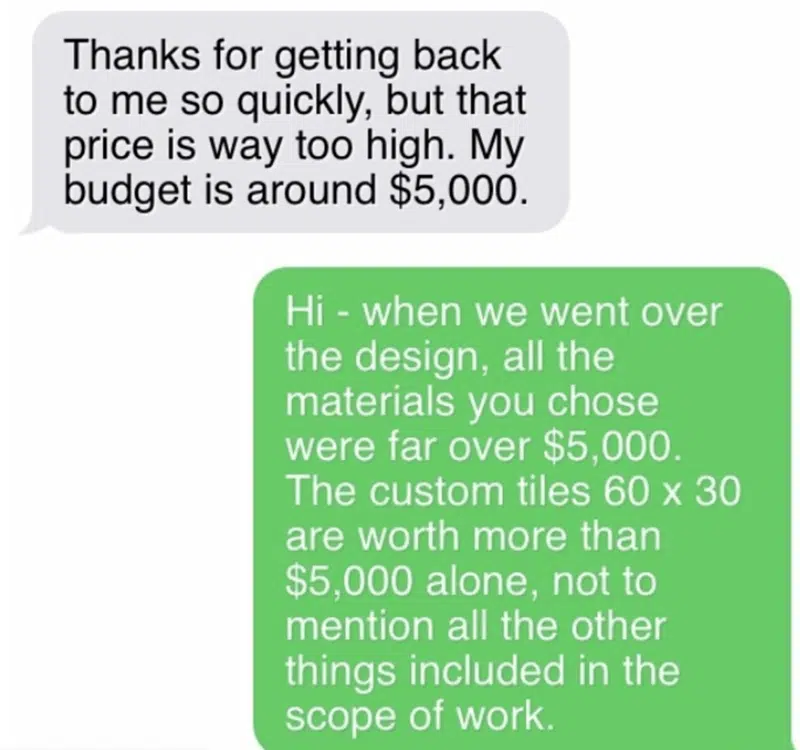 Thanks for getting back
to me so quickly, but that
price is way too high. My
budget is around $5,000.
Hi - when we went over
the design, all the
materials you chose
were far over $5,000.
The custom tiles 60 x 30
are worth more than
$5,000 alone, not to
mention all the other
things included in the
scope of work.